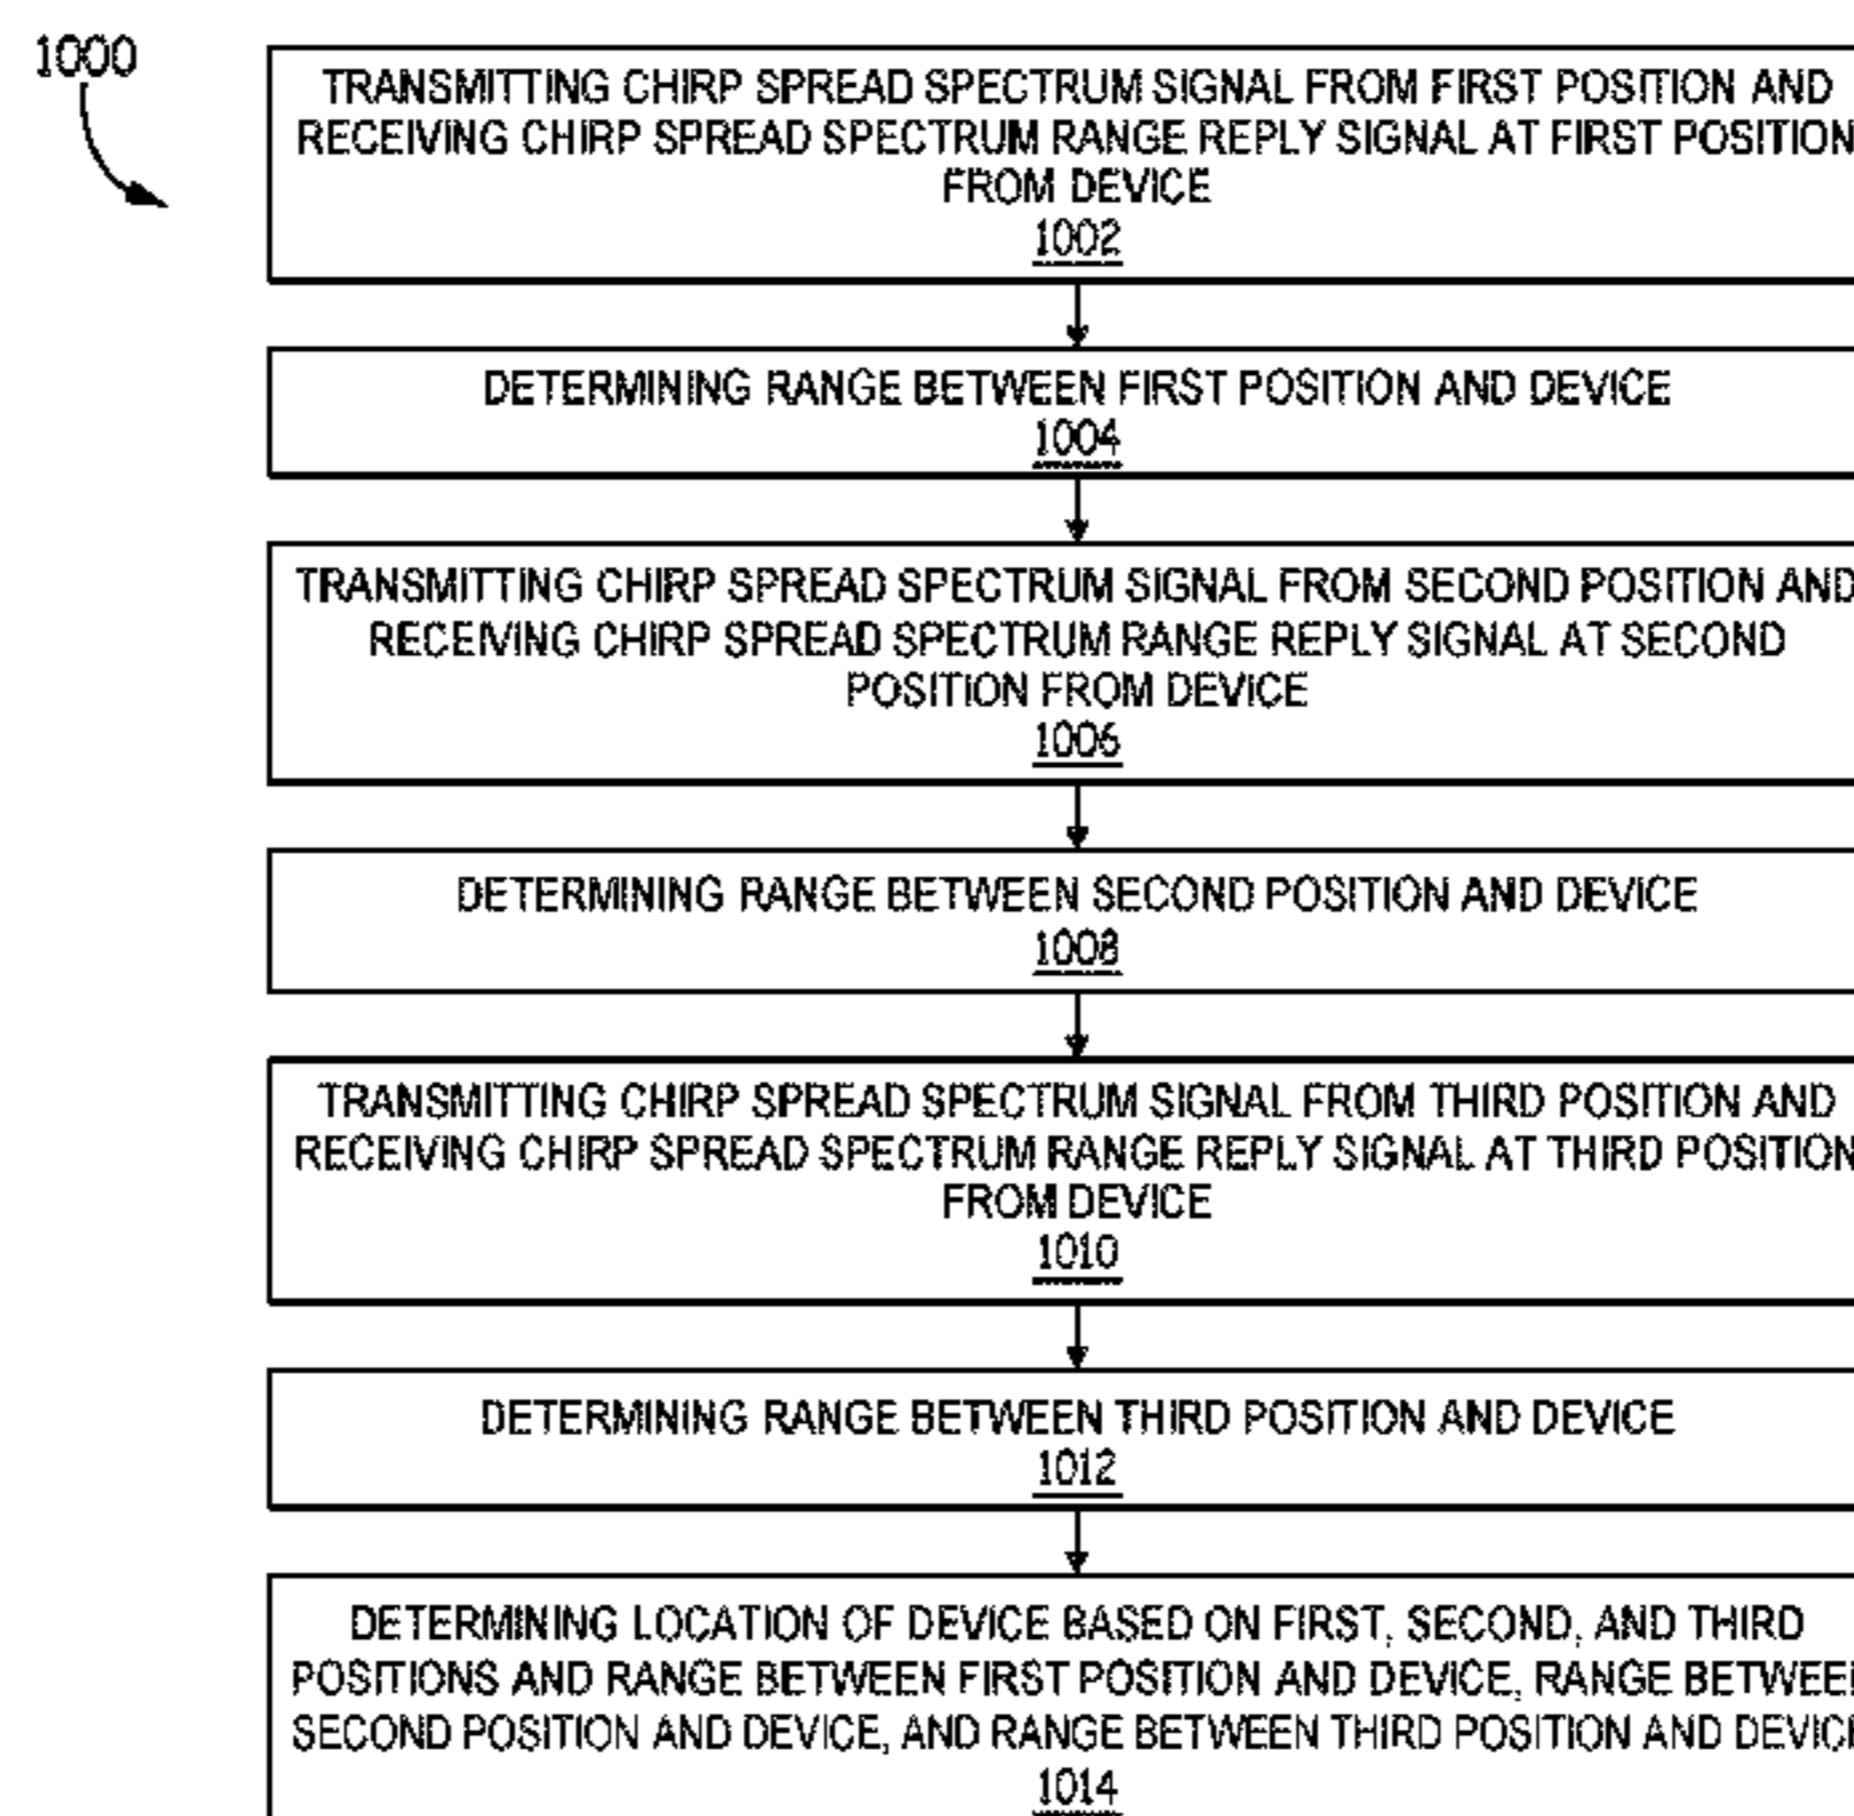 1000
TRANSMITTING CHIRP SPREAD SPECTRUM SIGNAL FROM FIRST POSITION AND
RECEIVING CHIRP SPREAD SPECTRUM RANGE REPLY SIGNAL AT FIRST POSITION
FROM DEVICE
1002
DETERMINING RANGE BETWEEN FIRST POSITION AND DEVICE
1004
TRANSMITTING CHIRP SPREAD SPECTRUM SIGNAL FROM SECOND POSITION AND
RECEIVING CHIRP SPREAD SPECTRUM RANGE REPLY SIGNAL AT SECOND
POSITION FROM DEVICE
1006
DETERMINING RANGE BETWEEN SECOND POSITION AND DEVICE
1008
TRANSMITTING CHIRP SPREAD SPECTRUM SIGNAL FROM THIRD POSITION AND
RECEIVING CHIRP SPREAD SPECTRUM RANGE REPLY SIGNAL AT THIRD POSITION
FROM DEVICE
1010
DETERMINING RANGE BETWEEN THIRD POSITION AND DEVICE
1012
DETERMINING LOCATION OF DEVICE BASED ON FIRST, SECOND, AND THIRD
POSITIONS AND RANGE BETWEEN FIRST POSITION AND DEVICE, RANGE BETWEEN
SECOND POSITION AND DEVICE, AND RANGE BETWEEN THIRD POSITION AND DEVICE
1014